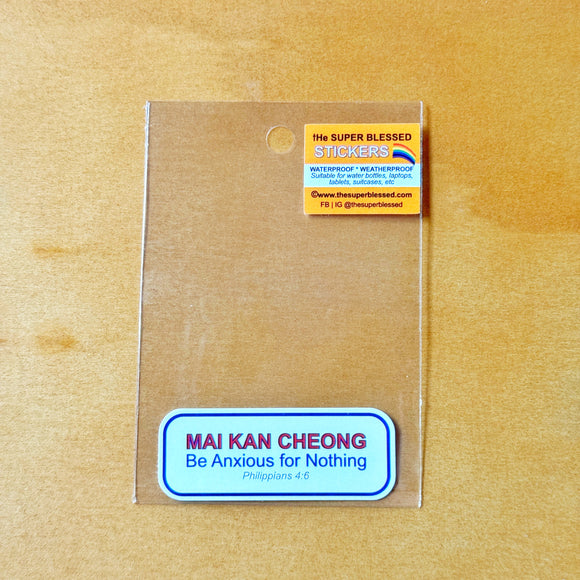 tHe SUPER BLESSED
STICKERS
WATERPROOF * WEATHERPROOF
Suitable for water bottles, laptops,
tablets, suitcases, etc
©www.thesuperblessed.com
FB | IG @thesuperblessed
MAI KAN CHEONG
Be Anxious for Nothing
Philippians 4:6